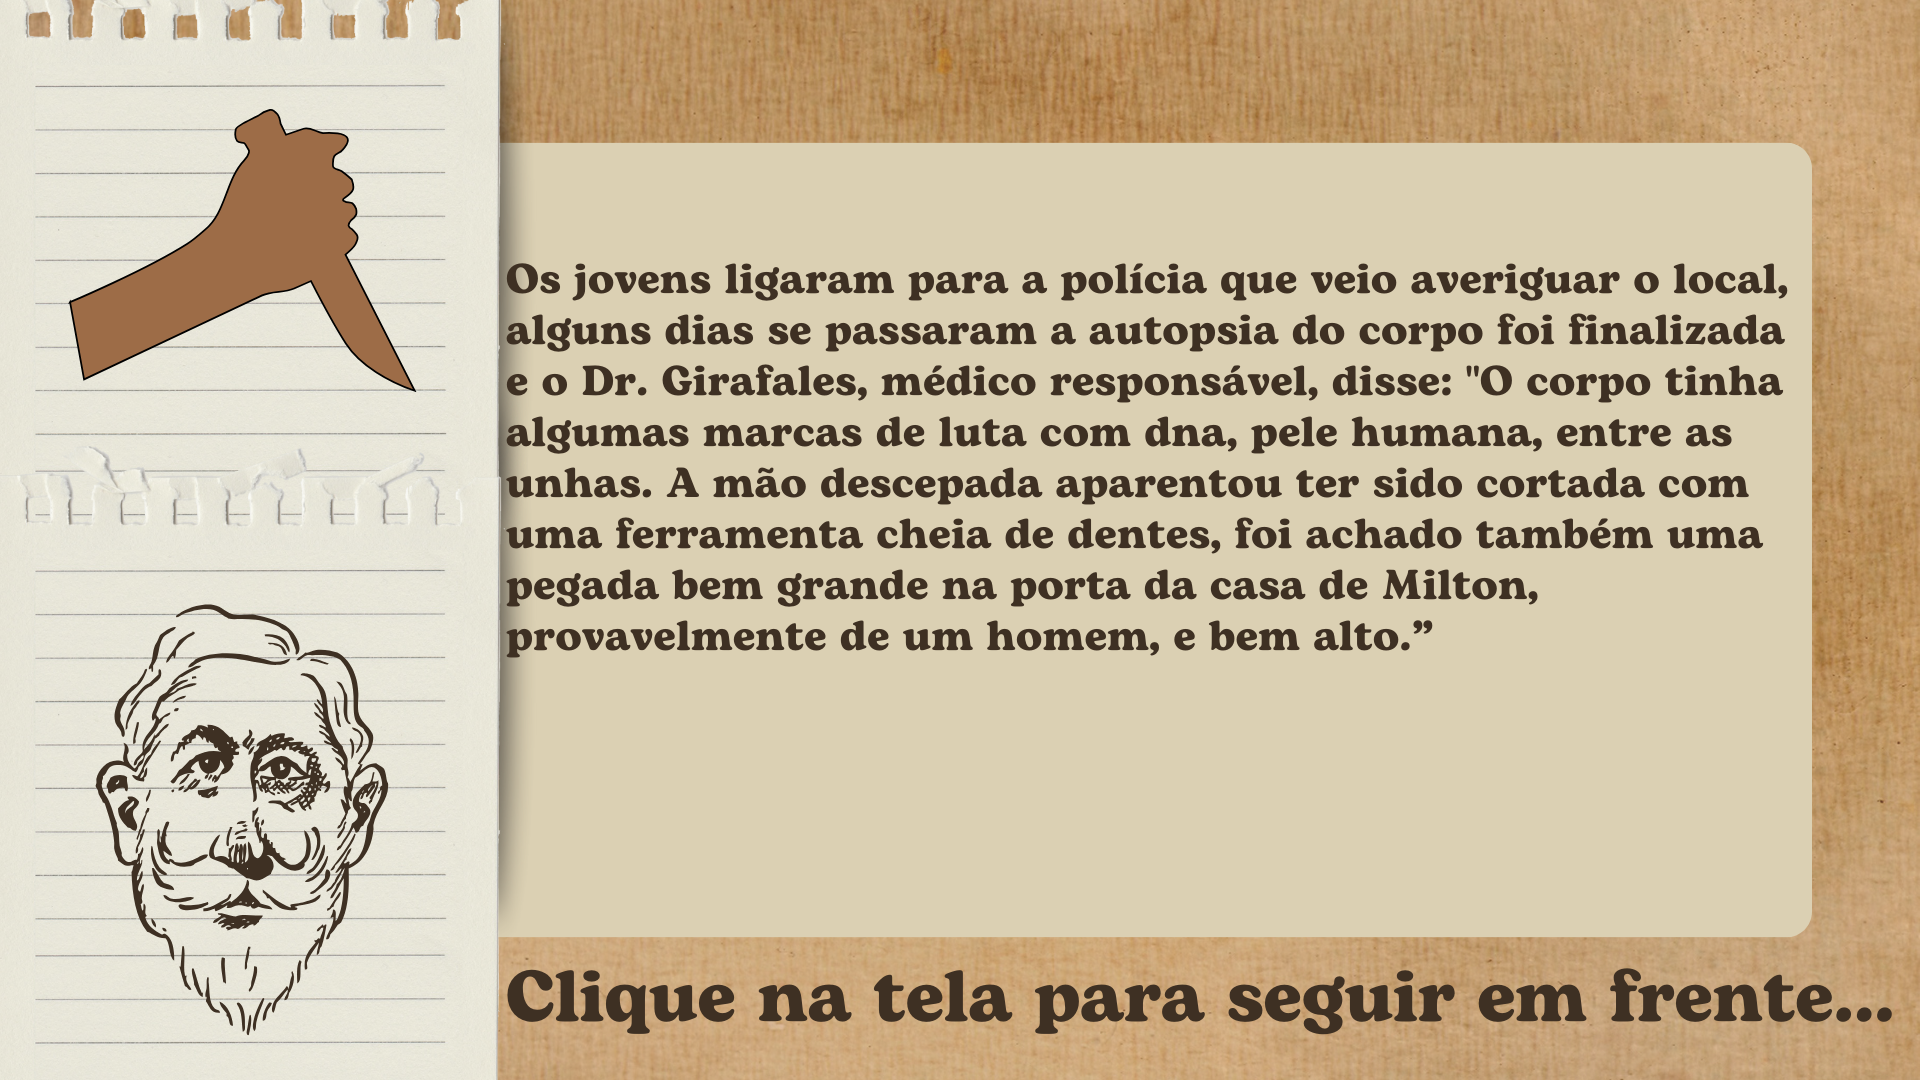 Os jovens ligaram para a polícia que veio averiguar o local,
alguns dias se passaram a autopsia do corpo foi finalizada
e o Dr. Girafales, médico responsável, disse: "O corpo tinha
algumas marcas de luta com dna, pele humana, entre as
unhas. A mão descepada aparentou ter sido cortada com
uma ferramenta cheia de dentes, foi achado também uma
pegada bem grande na porta da casa de Milton,
provavelmente de um homem, e bem alto.”
Clique na tela para seguir em frente...